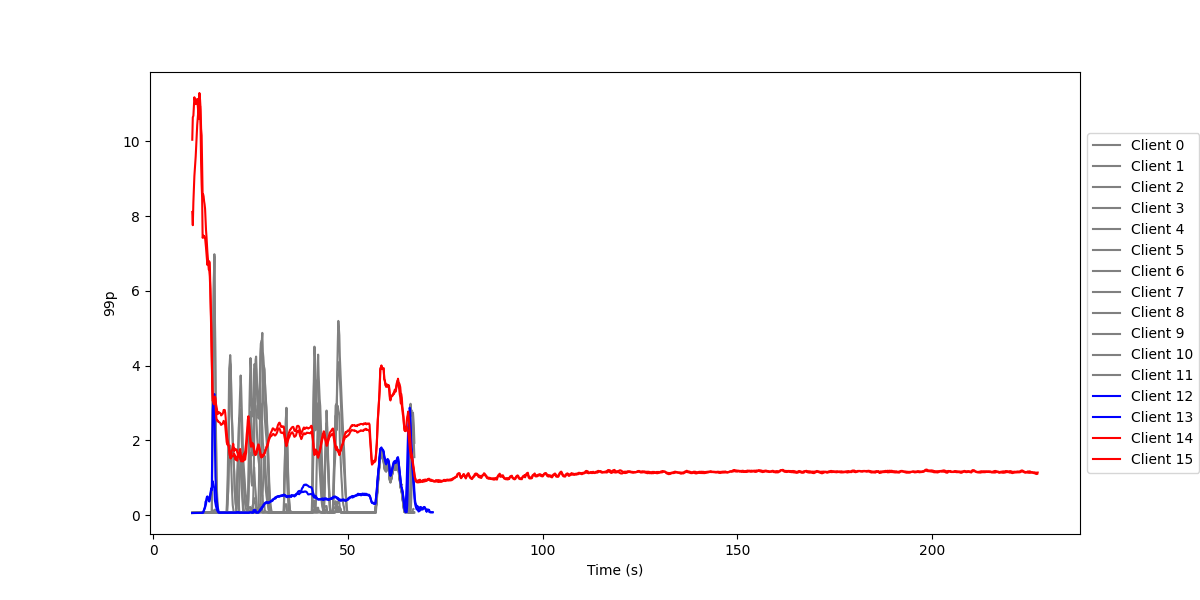 10
8
6
4
2
0
99p
0
50
100
150
200
Time (s)
Client 0
Client 1
Client 2
Client 3
Client 4
Client 5
Client 6
Client 7
Client 8
Client 9
Client 10
Client 11
Client 12
Client 13
Client 14
Client 15